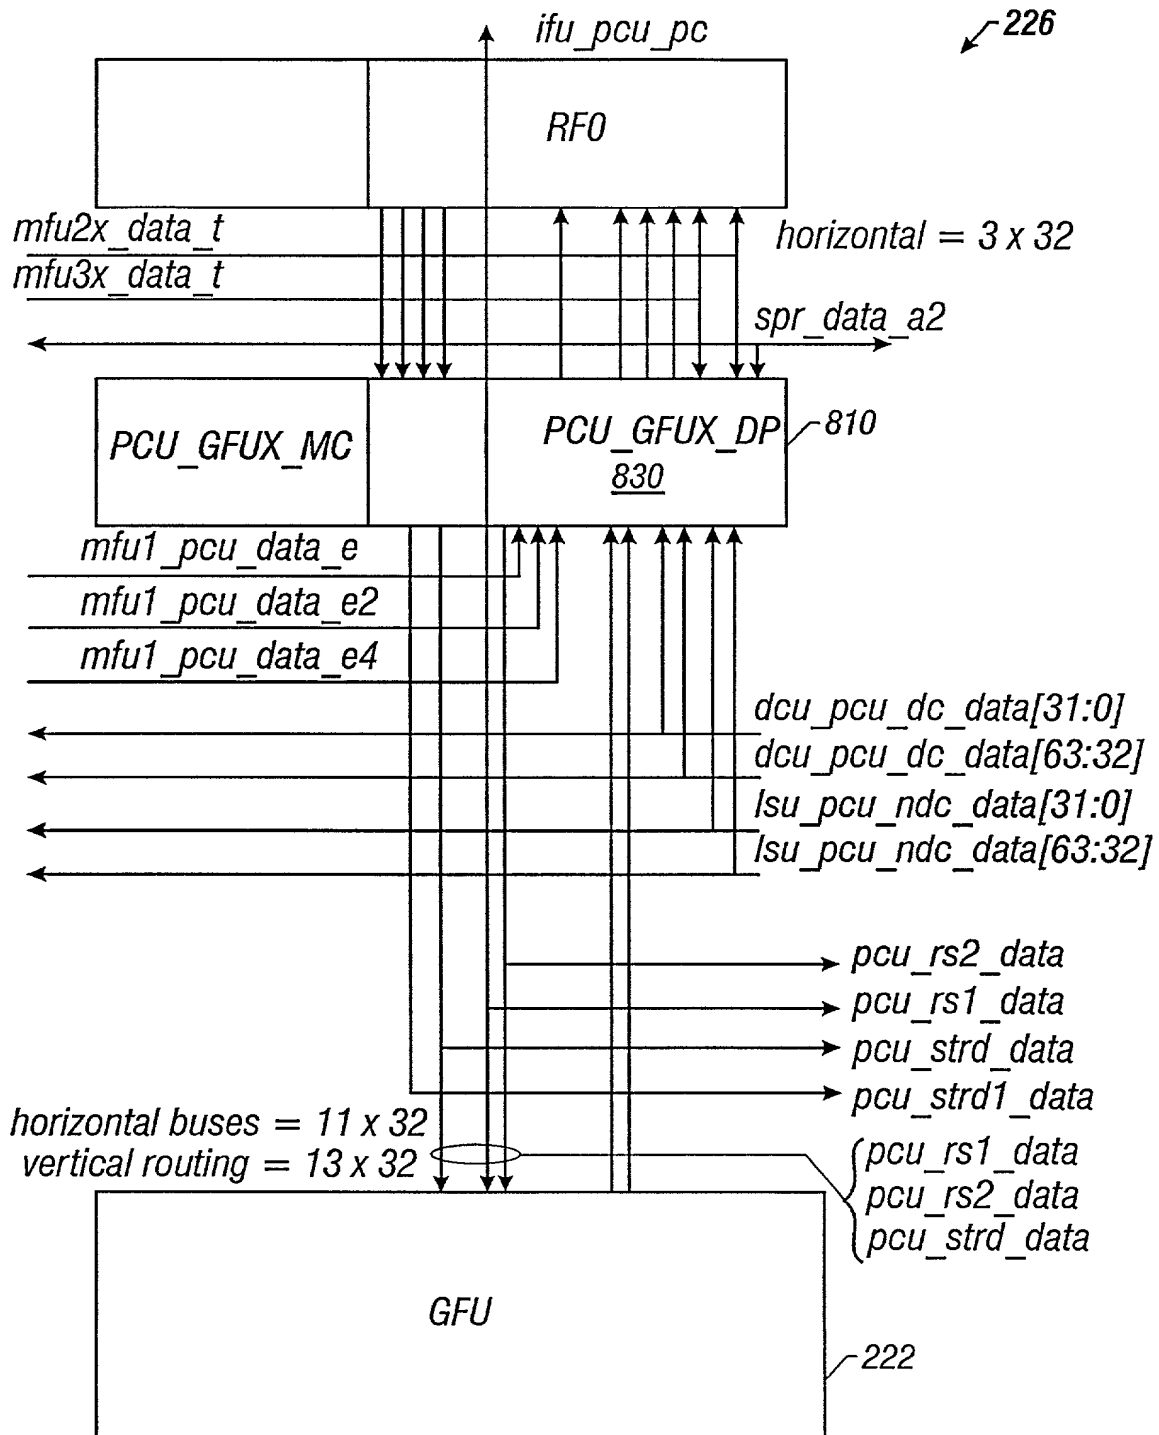 ifu_pcu_pc
226
RF0
mfu2x_data_t
horizontal = 3 x 32
mfu3x_data_t
spr_data_a2
PCU_GFUX_MC
PCU_GFUX_DP
830
810
mfu1_pcu_data_e
mfu1_pcu_data_e2
mfu1_pcu_data_e4
dcu_pcu_dc_data[31:0]
dcu_pcu_dc_data[63:32]
lsu_pcu_ndc_data[31:0]
lsu_pcu_ndc_data[63:32]
pcu_rs2_data
pcu_rs1_data
pcu_strd_data
pcu_strd1_data
horizontal buses = 11 x 32
vertical routing = 13 x 32
pcu_rs1_data
pcu_rs2_data
pcu_strd_data
GFU
222